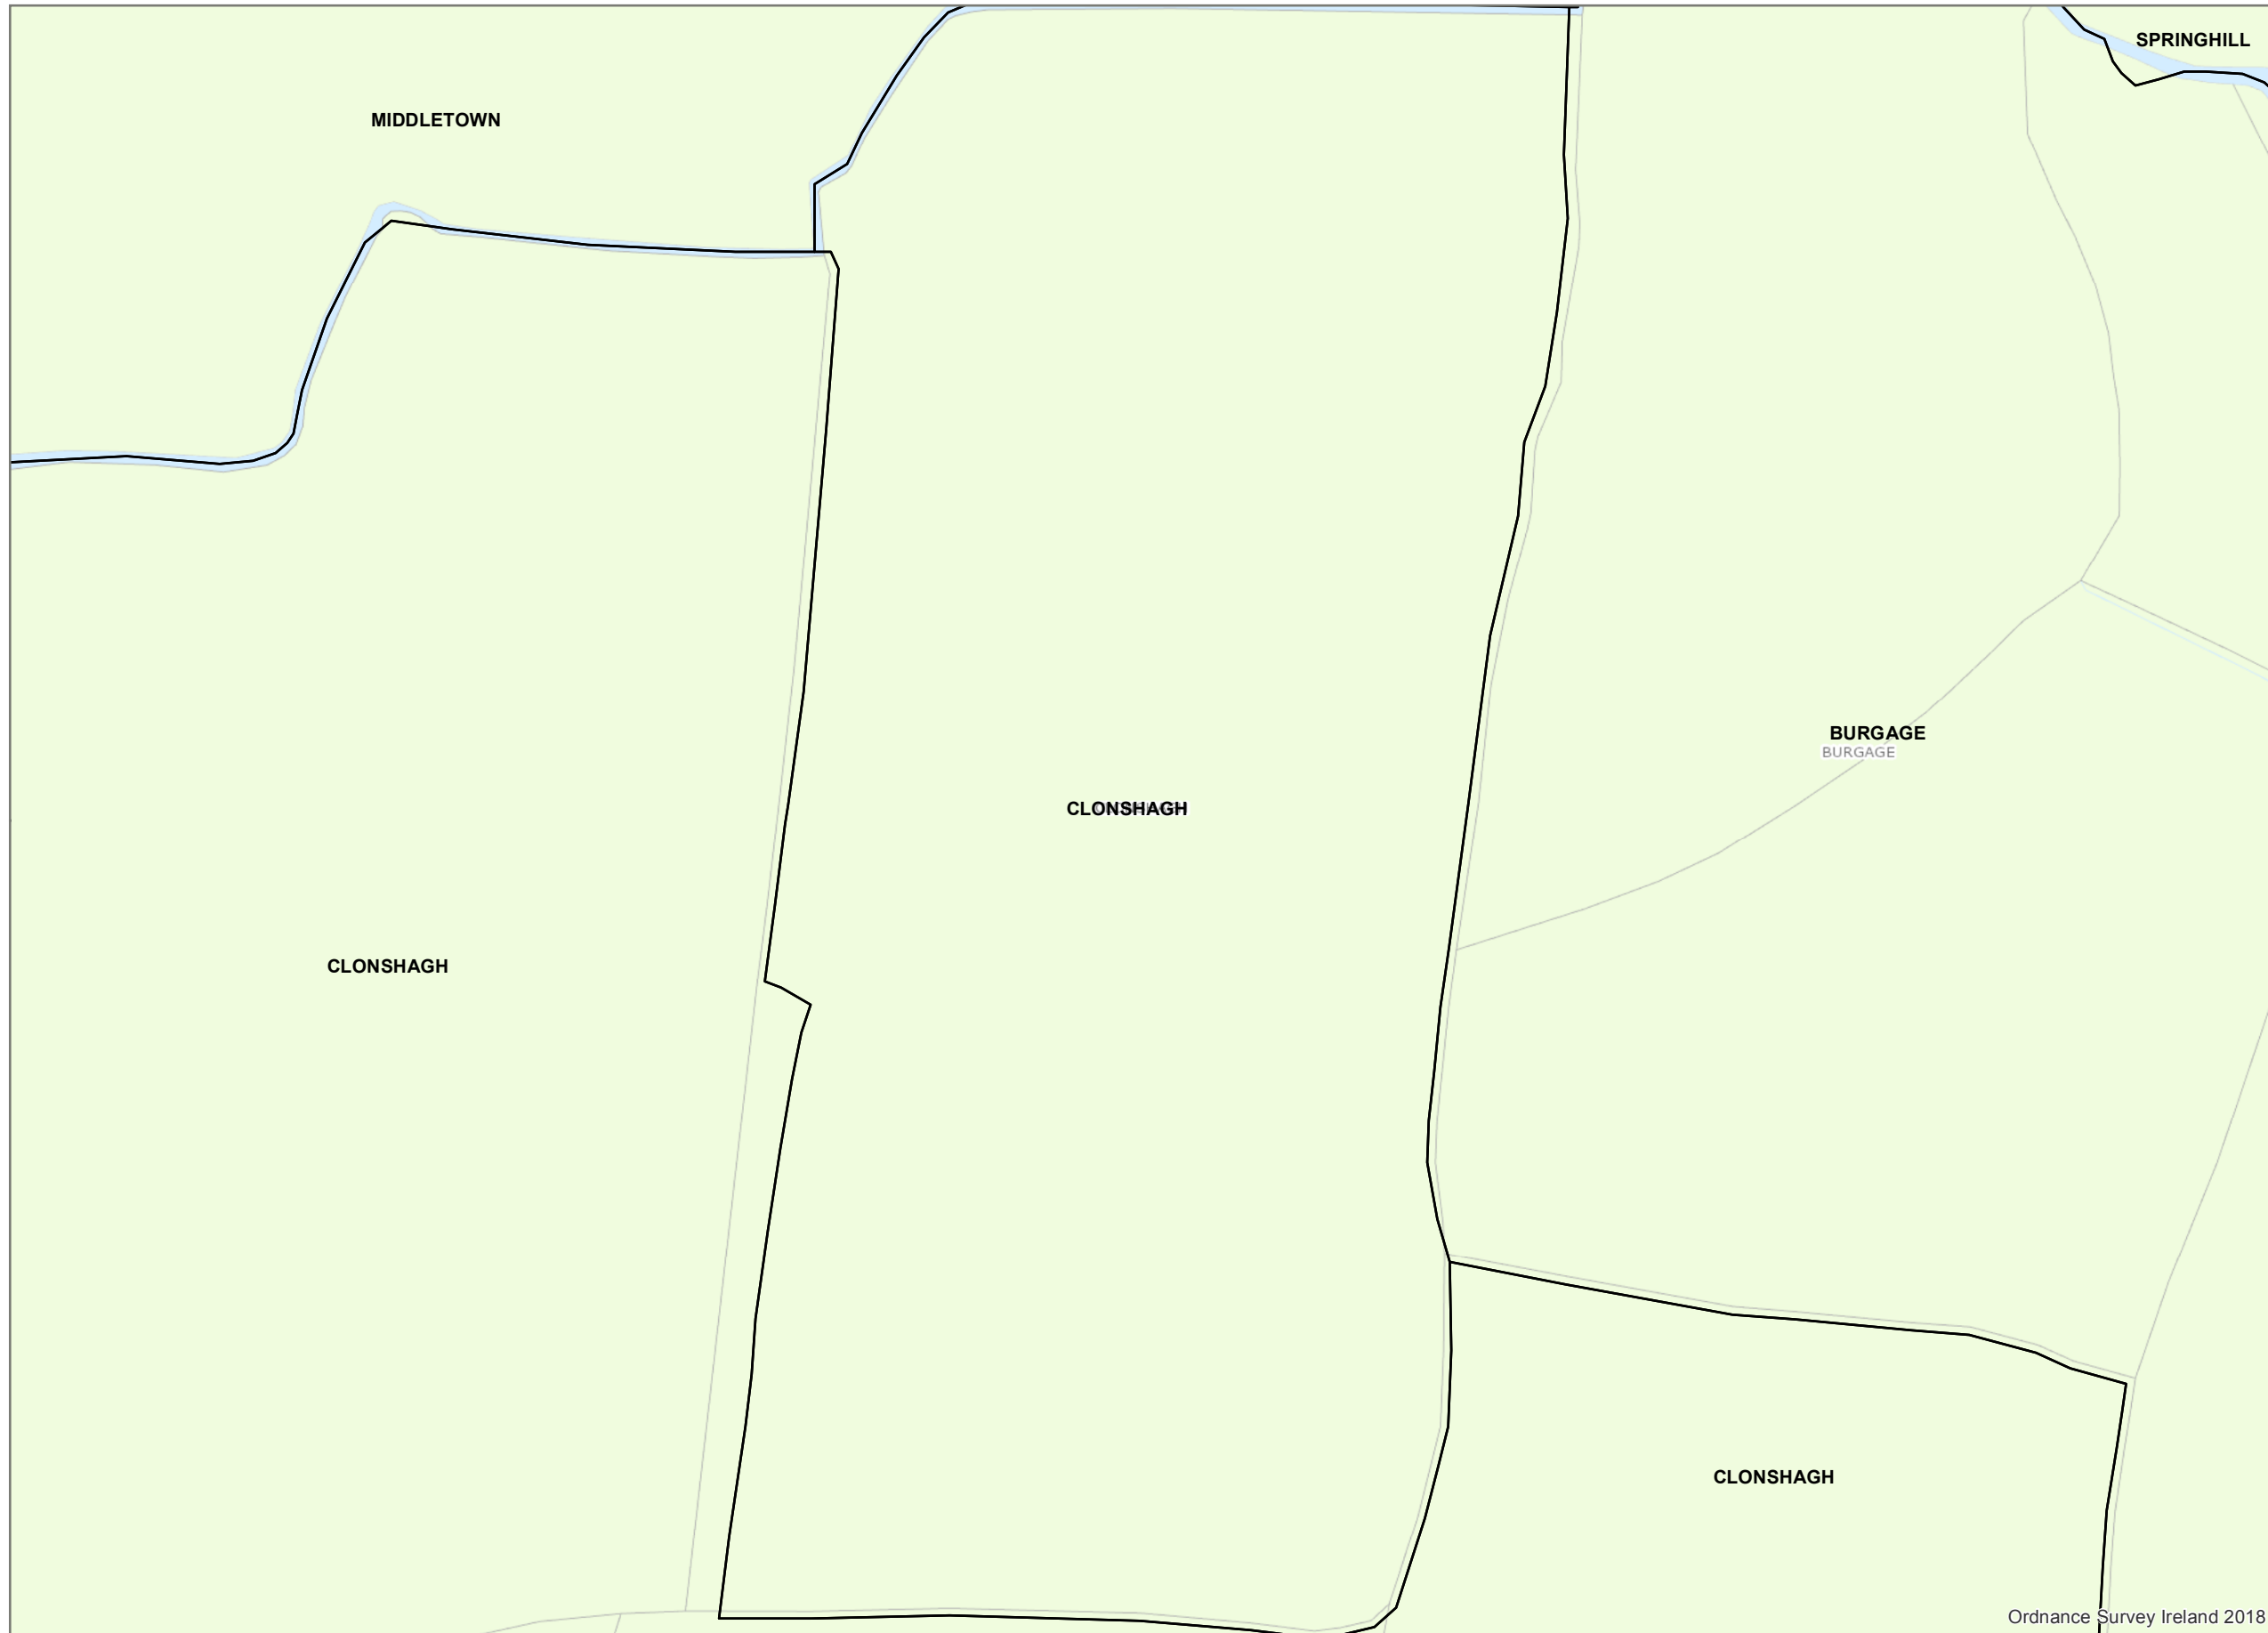 SPRINGHILL
MIDDLETOWN
BURGAGE
BURGAGE
CLONSHAGH
CLONSHAGH
CLONSHAGH
Ordnance Survey Ireland 2018